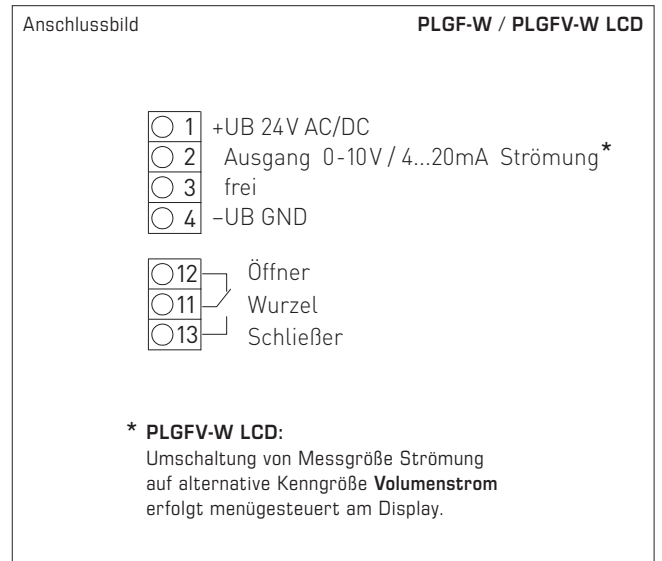 Anschlussbild PLGF-W / PLGFV-W LCD
1 +UB 24V AC/DC
2 Ausgang 0-10V / 4...20mA Strömung*
3 frei
4 –UB GND
12 Öffner
11 Wurzel
13 Schließer
* PLGFV-W LCD:
Umschaltung von Messgröße Strömung
auf alternative Kenngröße Volumenstrom
erfolgt menügesteuert am Display.